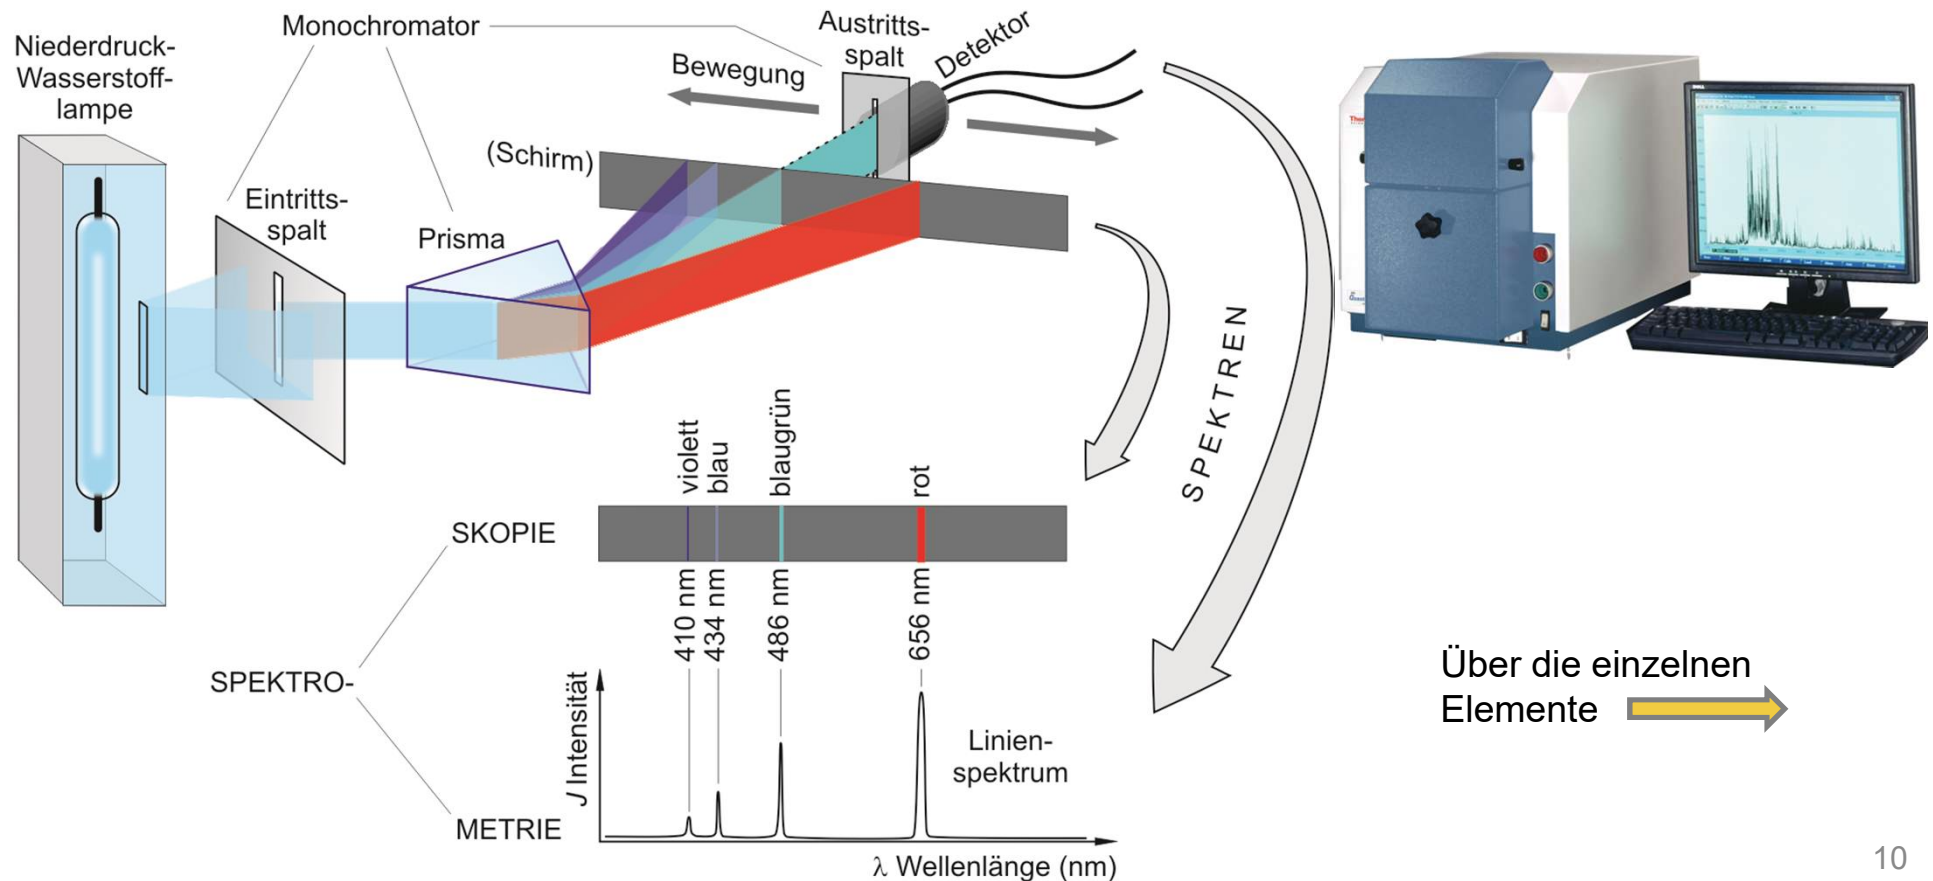 Niederdruck-
Wasserstoff-
lampe
Monochromator
Eintritts-
spalt
Prisma
(Schirm)
Bewegung
Austritts-
spalt
Detektor
SPEKTREN
violett
blau
blaugrün
rot
SPEKTRO-
SKOPIE
METRIE
410 nm
434 nm
486 nm
656 nm
J Intensität
Linien-
spektrum
λ Wellenlänge (nm)
DELL
Über die einzelnen
Elemente
10